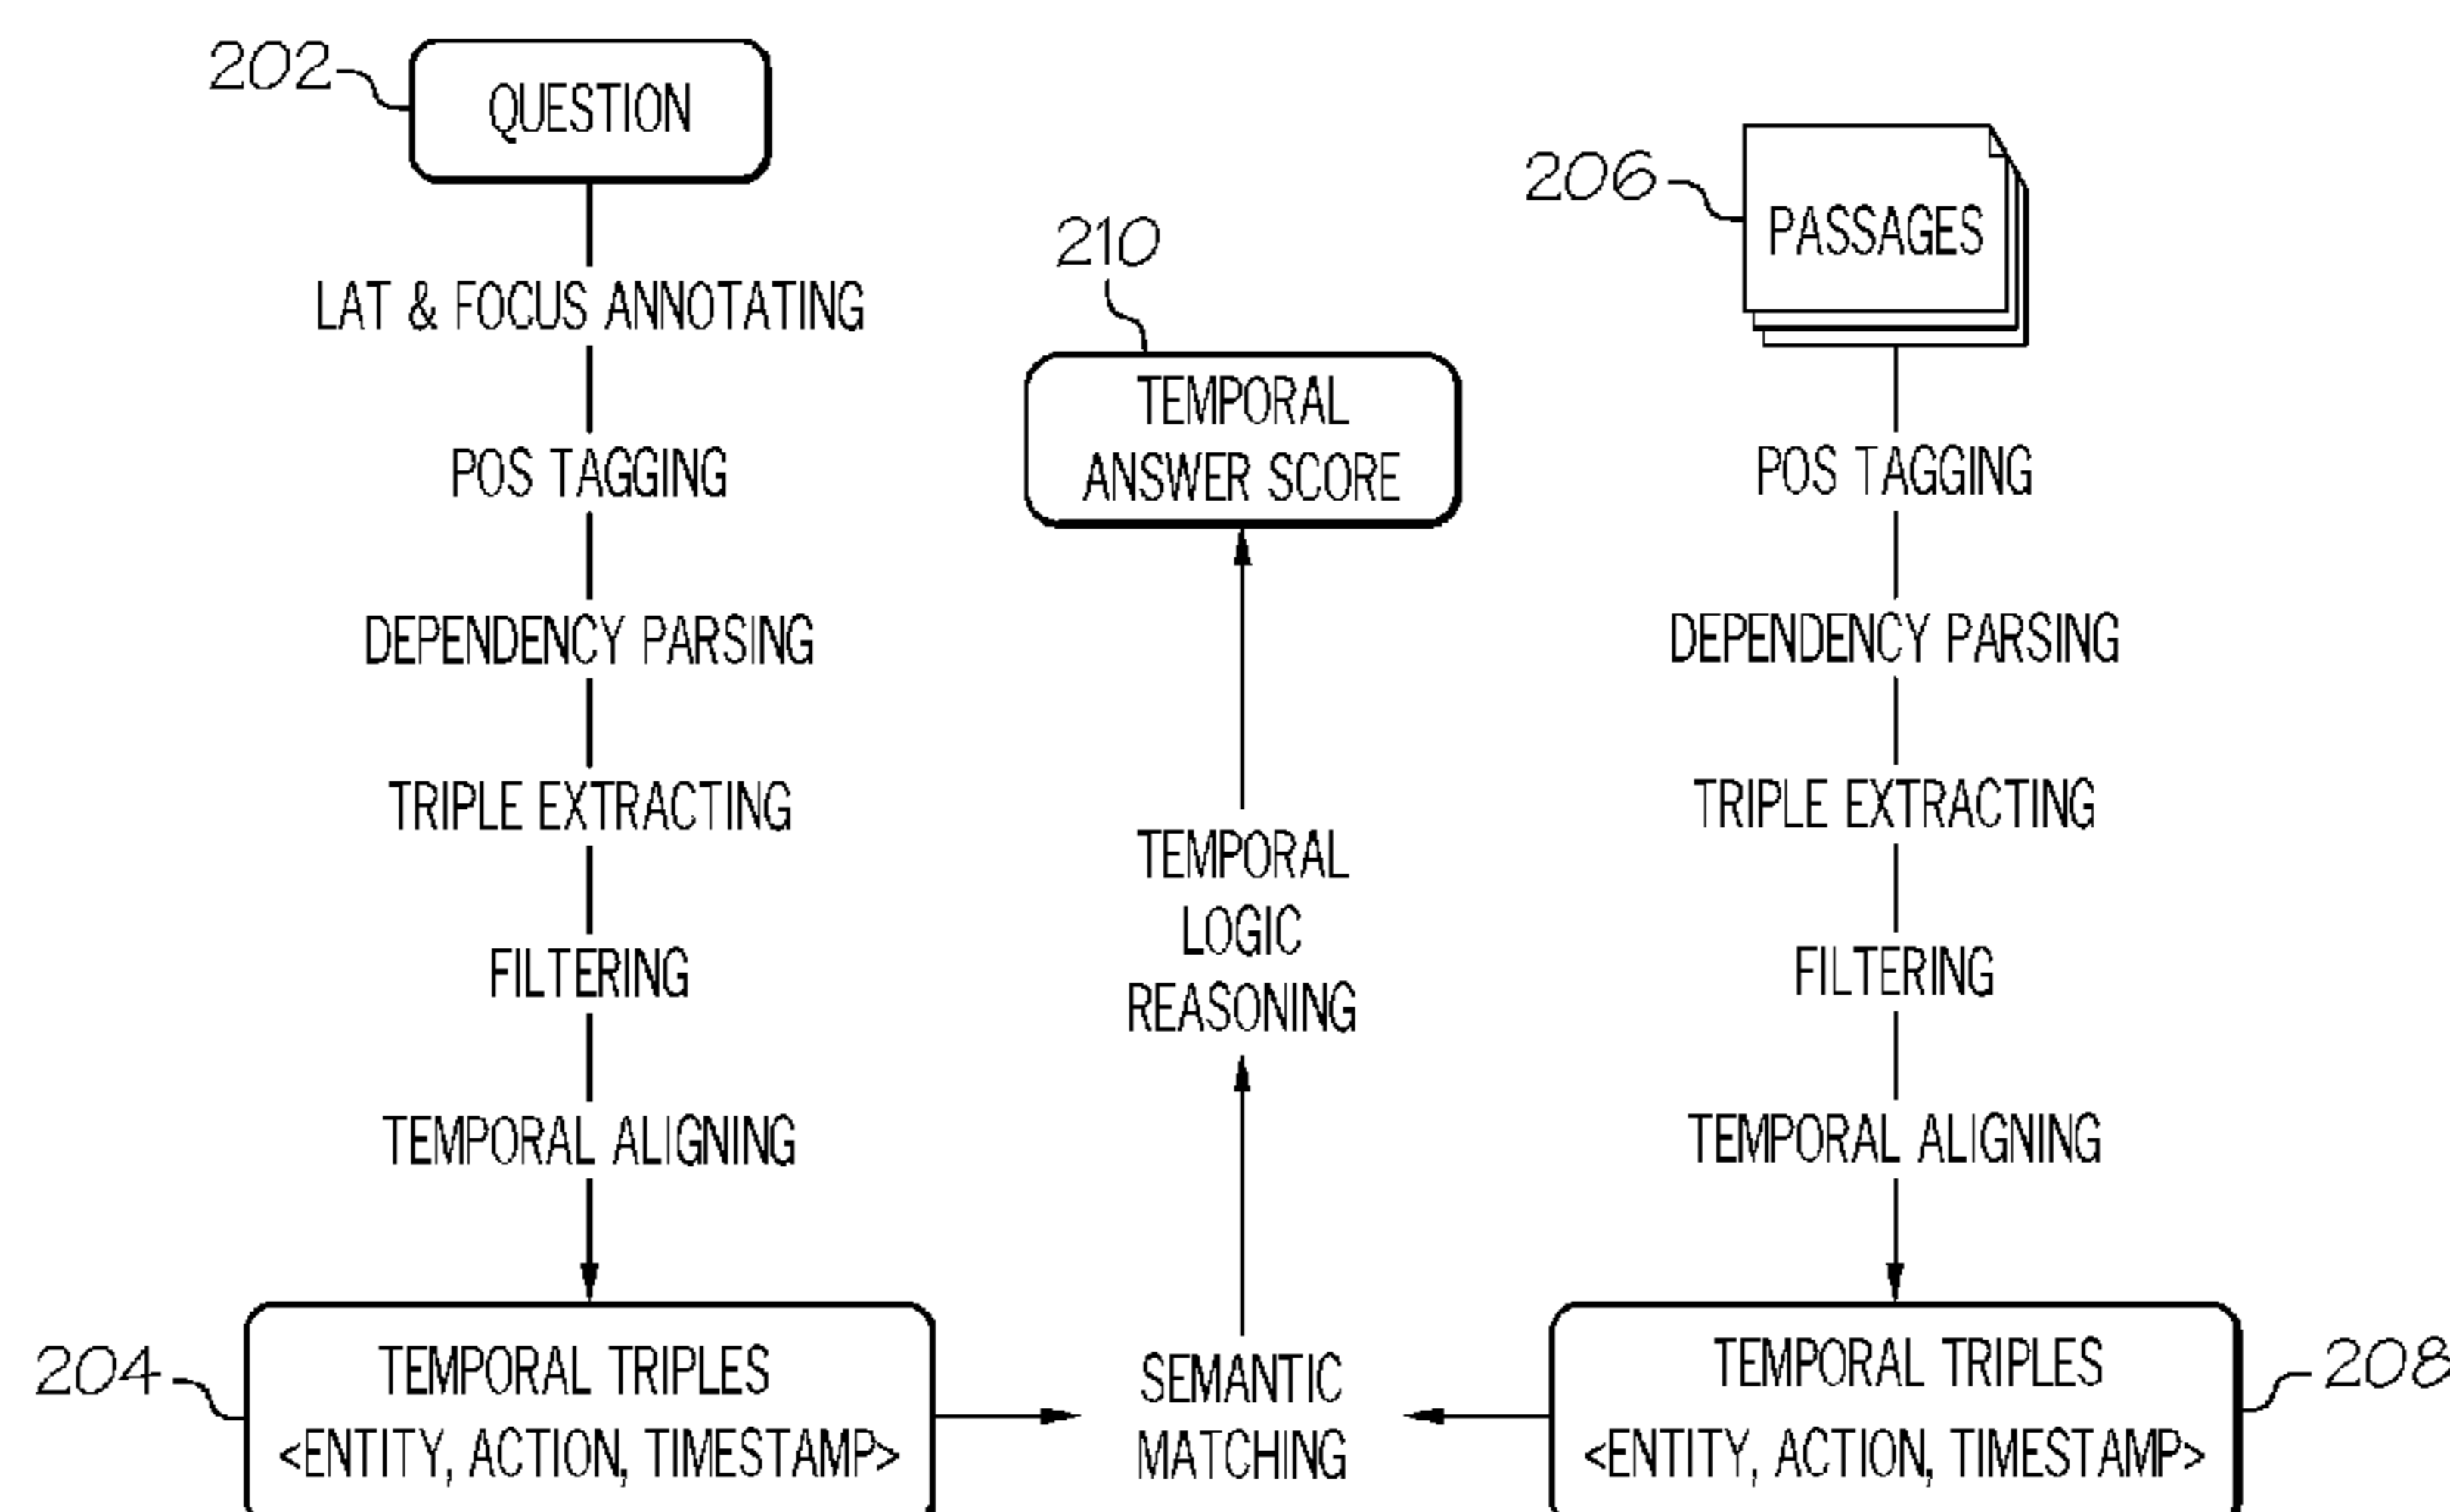 202
QUESTION
LAT & FOCUS ANNOTATING
POS TAGGING
DEPENDENCY PARSING
TRIPLE EXTRACTING
FILTERING
TEMPORAL ALIGNING
204
TEMPORAL TRIPLES
<ENTITY, ACTION, TIMESTAMP>
210
TEMPORAL
ANSWER SCORE
TEMPORAL
LOGIC
REASONING
SEMANTIC
MATCHING
206
PASSAGES
POS TAGGING
DEPENDENCY PARSING
TRIPLE EXTRACTING
FILTERING
TEMPORAL ALIGNING
208
TEMPORAL TRIPLES
<ENTITY, ACTION, TIMESTAMP>